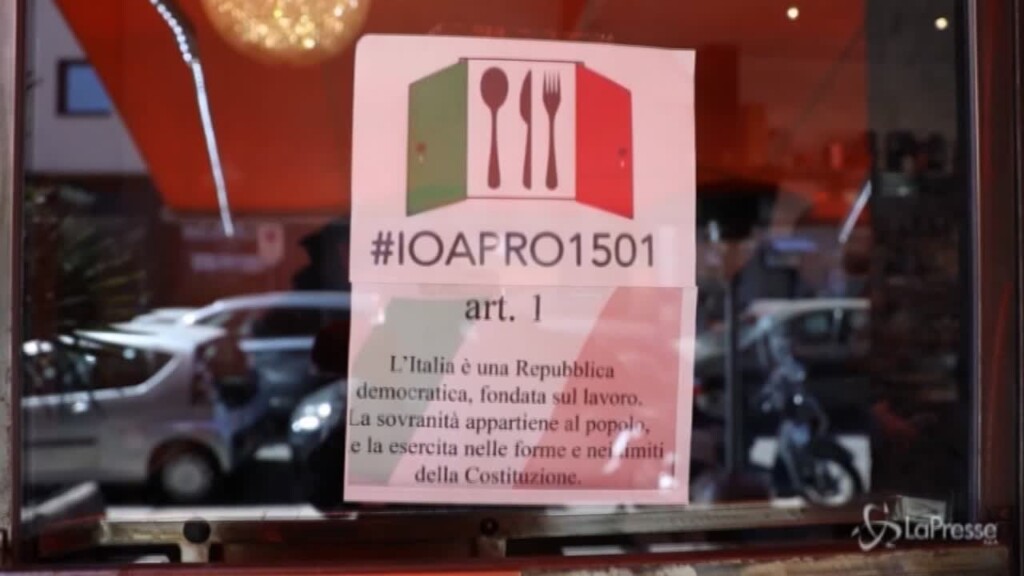 #IOAPRO1501
art. 1
L'Italia è una Repubblica
democratica, fondata sul lavoro.
La sovranità appartiene al popolo,
e la esercita nelle forme e nei limiti
della Costituzione.
LaPresse